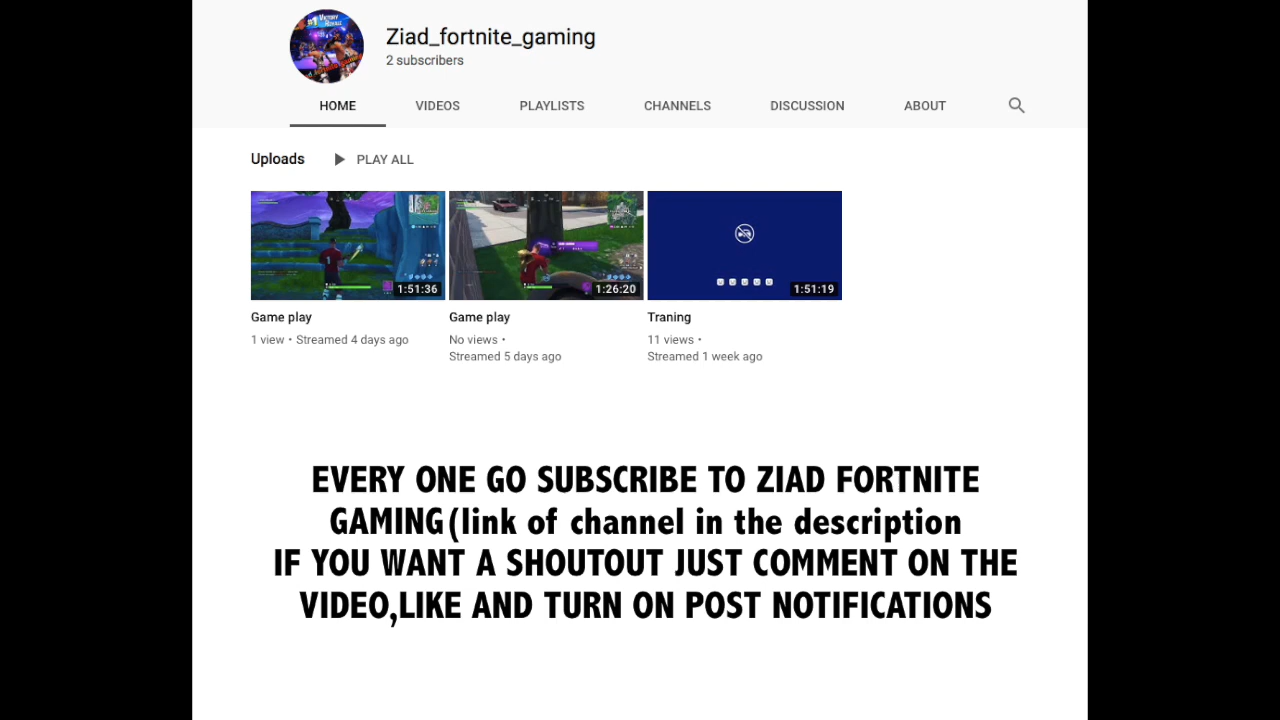 Ziad_fortnite_gaming
2 subscribers
HOME VIDEOS PLAYLISTS CHANNELS DISCUSSION ABOUT
Uploads PLAY ALL
1:51:36 1:26:20 1:51:19
Game play Game play Traning
1 view • Streamed 4 days ago No views • 11 views •
Streamed 5 days ago Streamed 1 week ago
EVERY ONE GO SUBSCRIBE TO ZIAD FORTNITE
GAMING(link of channel in the description
IF YOU WANT A SHOUTOUT JUST COMMENT ON THE
VIDEO,LIKE AND TURN ON POST NOTIFICATIONS